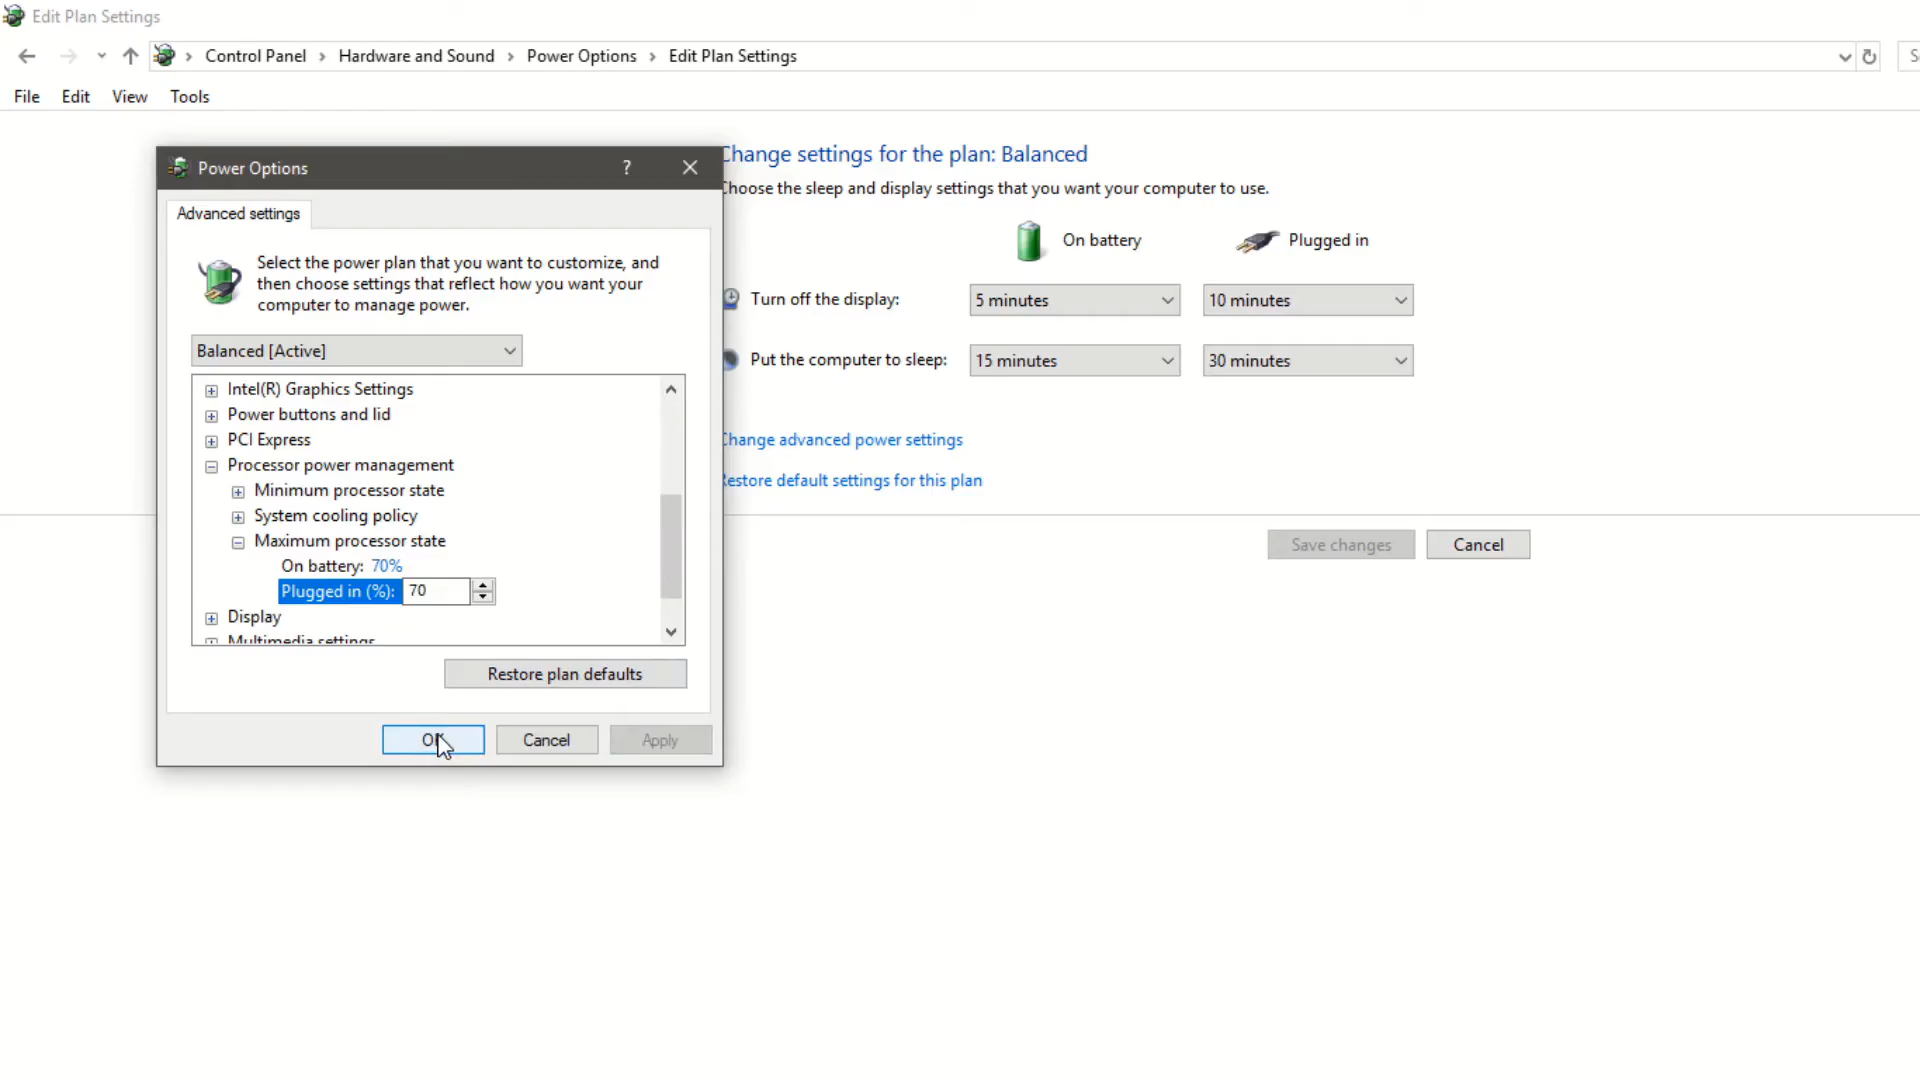 Edit Plan Settings
Control Panel > Hardware and Sound > Power Options > Edit Plan Settings
File Edit View Tools
Power Options ?
Advanced settings
Select the power plan that you want to customize, and
then choose settings that reflect how you want your
computer to manage power.
Balanced [Active]
Intel(R) Graphics Settings
Power buttons and lid
PCI Express
Processor power management
Minimum processor state
System cooling policy
Maximum processor state
On battery: 70%
Plugged in (%): 70
Display
Multimedia settings
Restore plan defaults
OK Cancel Apply
Change settings for the plan: Balanced
Choose the sleep and display settings that you want your computer to use.
On battery Plugged in
Turn off the display: 5 minutes 10 minutes
Put the computer to sleep: 15 minutes 30 minutes
Change advanced power settings
Restore default settings for this plan
Save changes Cancel